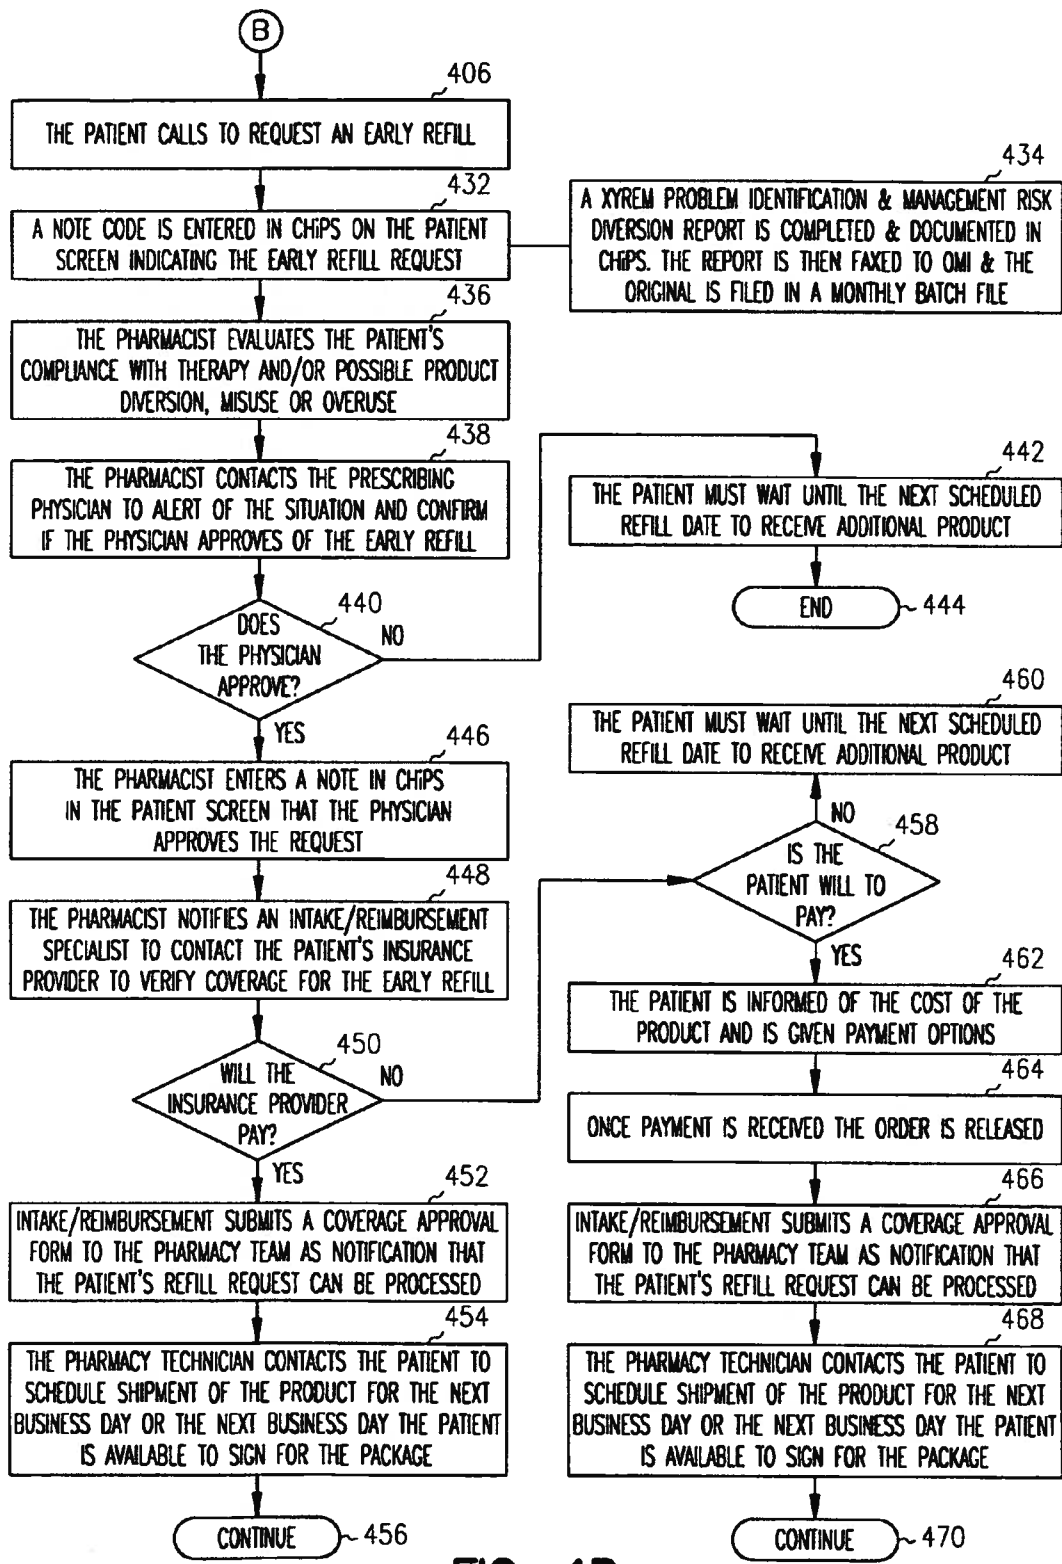 B
406
THE PATIENT CALLS TO REQUEST AN EARLY REFILL
432
A NOTE CODE IS ENTERED IN CHiPS ON THE PATIENT
SCREEN INDICATING THE EARLY REFILL REQUEST
434
A XYREM PROBLEM IDENTIFICATION & MANAGEMENT RISK
DIVERSION REPORT IS COMPLETED & DOCUMENTED IN
CHiPS. THE REPORT IS THEN FAXED TO OMI & THE
ORIGINAL IS FILED IN A MONTHLY BATCH FILE
436
THE PHARMACIST EVALUATES THE PATIENT'S
COMPLIANCE WITH THERAPY AND/OR POSSIBLE PRODUCT
DIVERSION, MISUSE OR OVERUSE
438
THE PHARMACIST CONTACTS THE PRESCRIBING
PHYSICIAN TO ALERT OF THE SITUATION AND CONFIRM
IF THE PHYSICIAN APPROVES OF THE EARLY REFILL
440
DOES
THE PHYSICIAN
APPROVE?
NO
442
THE PATIENT MUST WAIT UNTIL THE NEXT SCHEDULED
REFILL DATE TO RECEIVE ADDITIONAL PRODUCT
END
444
YES
446
THE PHARMACIST ENTERS A NOTE IN CHiPS
IN THE PATIENT SCREEN THAT THE PHYSICIAN
APPROVES THE REQUEST
448
THE PHARMACIST NOTIFIES AN INTAKE/REIMBURSEMENT
SPECIALIST TO CONTACT THE PATIENT'S INSURANCE
PROVIDER TO VERIFY COVERAGE FOR THE EARLY REFILL
450
WILL THE
INSURANCE PROVIDER
PAY?
NO
YES
452
INTAKE/REIMBURSEMENT SUBMITS A COVERAGE APPROVAL
FORM TO THE PHARMACY TEAM AS NOTIFICATION THAT
THE PATIENT'S REFILL REQUEST CAN BE PROCESSED
454
THE PHARMACY TECHNICIAN CONTACTS THE PATIENT TO
SCHEDULE SHIPMENT OF THE PRODUCT FOR THE NEXT
BUSINESS DAY OR THE NEXT BUSINESS DAY THE PATIENT
IS AVAILABLE TO SIGN FOR THE PACKAGE
CONTINUE
456
460
THE PATIENT MUST WAIT UNTIL THE NEXT SCHEDULED
REFILL DATE TO RECEIVE ADDITIONAL PRODUCT
NO
458
IS THE
PATIENT WILL TO
PAY?
YES
462
THE PATIENT IS INFORMED OF THE COST OF THE
PRODUCT AND IS GIVEN PAYMENT OPTIONS
464
ONCE PAYMENT IS RECEIVED THE ORDER IS RELEASED
466
INTAKE/REIMBURSEMENT SUBMITS A COVERAGE APPROVAL
FORM TO THE PHARMACY TEAM AS NOTIFICATION THAT
THE PATIENT'S REFILL REQUEST CAN BE PROCESSED
468
THE PHARMACY TECHNICIAN CONTACTS THE PATIENT TO
SCHEDULE SHIPMENT OF THE PRODUCT FOR THE NEXT
BUSINESS DAY OR THE NEXT BUSINESS DAY THE PATIENT
IS AVAILABLE TO SIGN FOR THE PACKAGE
CONTINUE
470